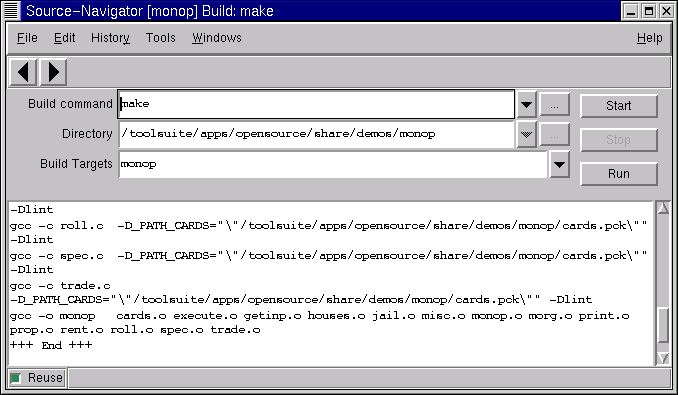 Source-Navigator [monop] Build: make
File Edit History Tools Windows Help
Build command make ... Start
Directory /toolsuite/apps/opensource/share/demos/monop ... Stop
Build Targets monop Run
-Dlint
gcc -c roll.c -D_PATH_CARDS="\"/toolsuite/apps/opensource/share/demos/monop/cards.pck\""
-Dlint
gcc -c spec.c -D_PATH_CARDS="\"/toolsuite/apps/opensource/share/demos/monop/cards.pck\""
-Dlint
gcc -c trade.c
-D_PATH_CARDS="\"/toolsuite/apps/opensource/share/demos/monop/cards.pck\"" -Dlint
gcc -o monop cards.o execute.o getinp.o houses.o jail.o misc.o monop.o morg.o print.o
prop.o rent.o roll.o spec.o trade.o
+++ End +++
Reuse